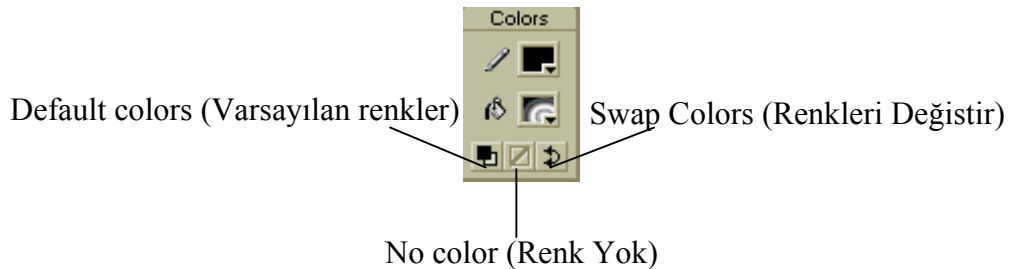 Colors
Default colors (Varsayılan renkler)
Swap Colors (Renkleri Değistir)
No color (Renk Yok)